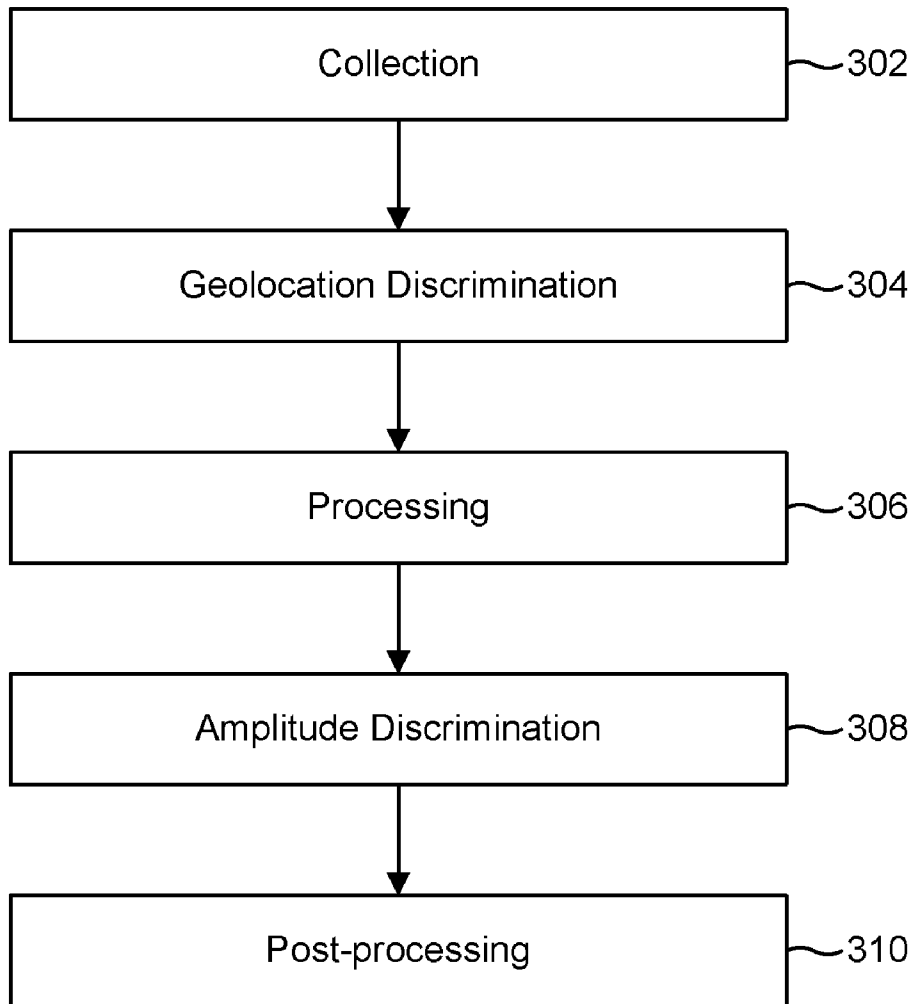 Collection
302
Geolocation Discrimination
304
Processing
306
Amplitude Discrimination
308
Post-processing
310